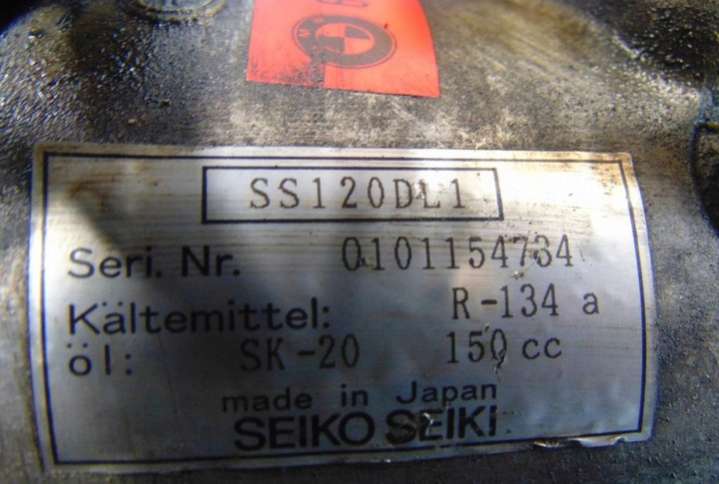 SS120DL1
Seri. Nr. 0101154734
Kältemittel: R-134 a
öl: SK-20 150 cc
made in Japan
SEIKO SEIKI